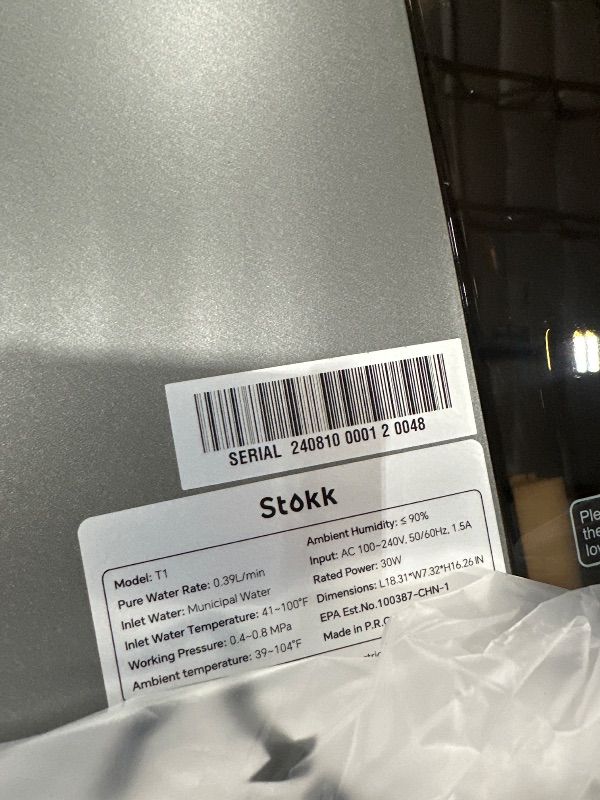 SERIAL 240810 0001 2 0048
Stokk
Model: T1
Pure Water Rate: 0.39L/min
Inlet Water: Municipal Water
Inlet Water Temperature: 41~100°F
Working Pressure: 0.4~0.8 MPa
Ambient temperature: 39~104°F
Ambient Humidity: ≤ 90%
Input: AC 100~240V, 50/60Hz, 1.5A
Rated Power: 30W
Dimensions: L18.31*W7.32*H16.26 IN
EPA Est.No.100387-CHN-1
Made in P.R.C
the